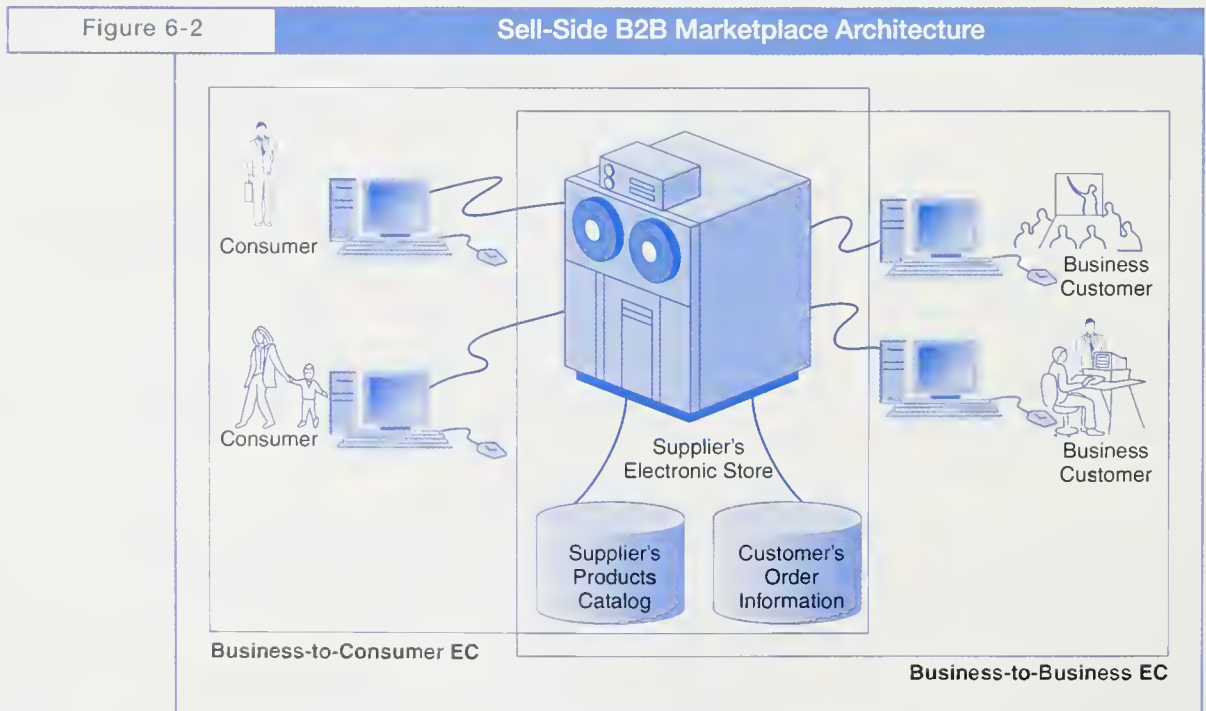 Figure 6-2
Sell-Side B2B Marketplace Architecture
Consumer
Consumer
Business
Customer
Business
Customer
Supplier's
Electronic Store
Supplier's
Products
Catalog
Customer's
Order
Information
Business-to-Consumer EC
Business-to-Business EC